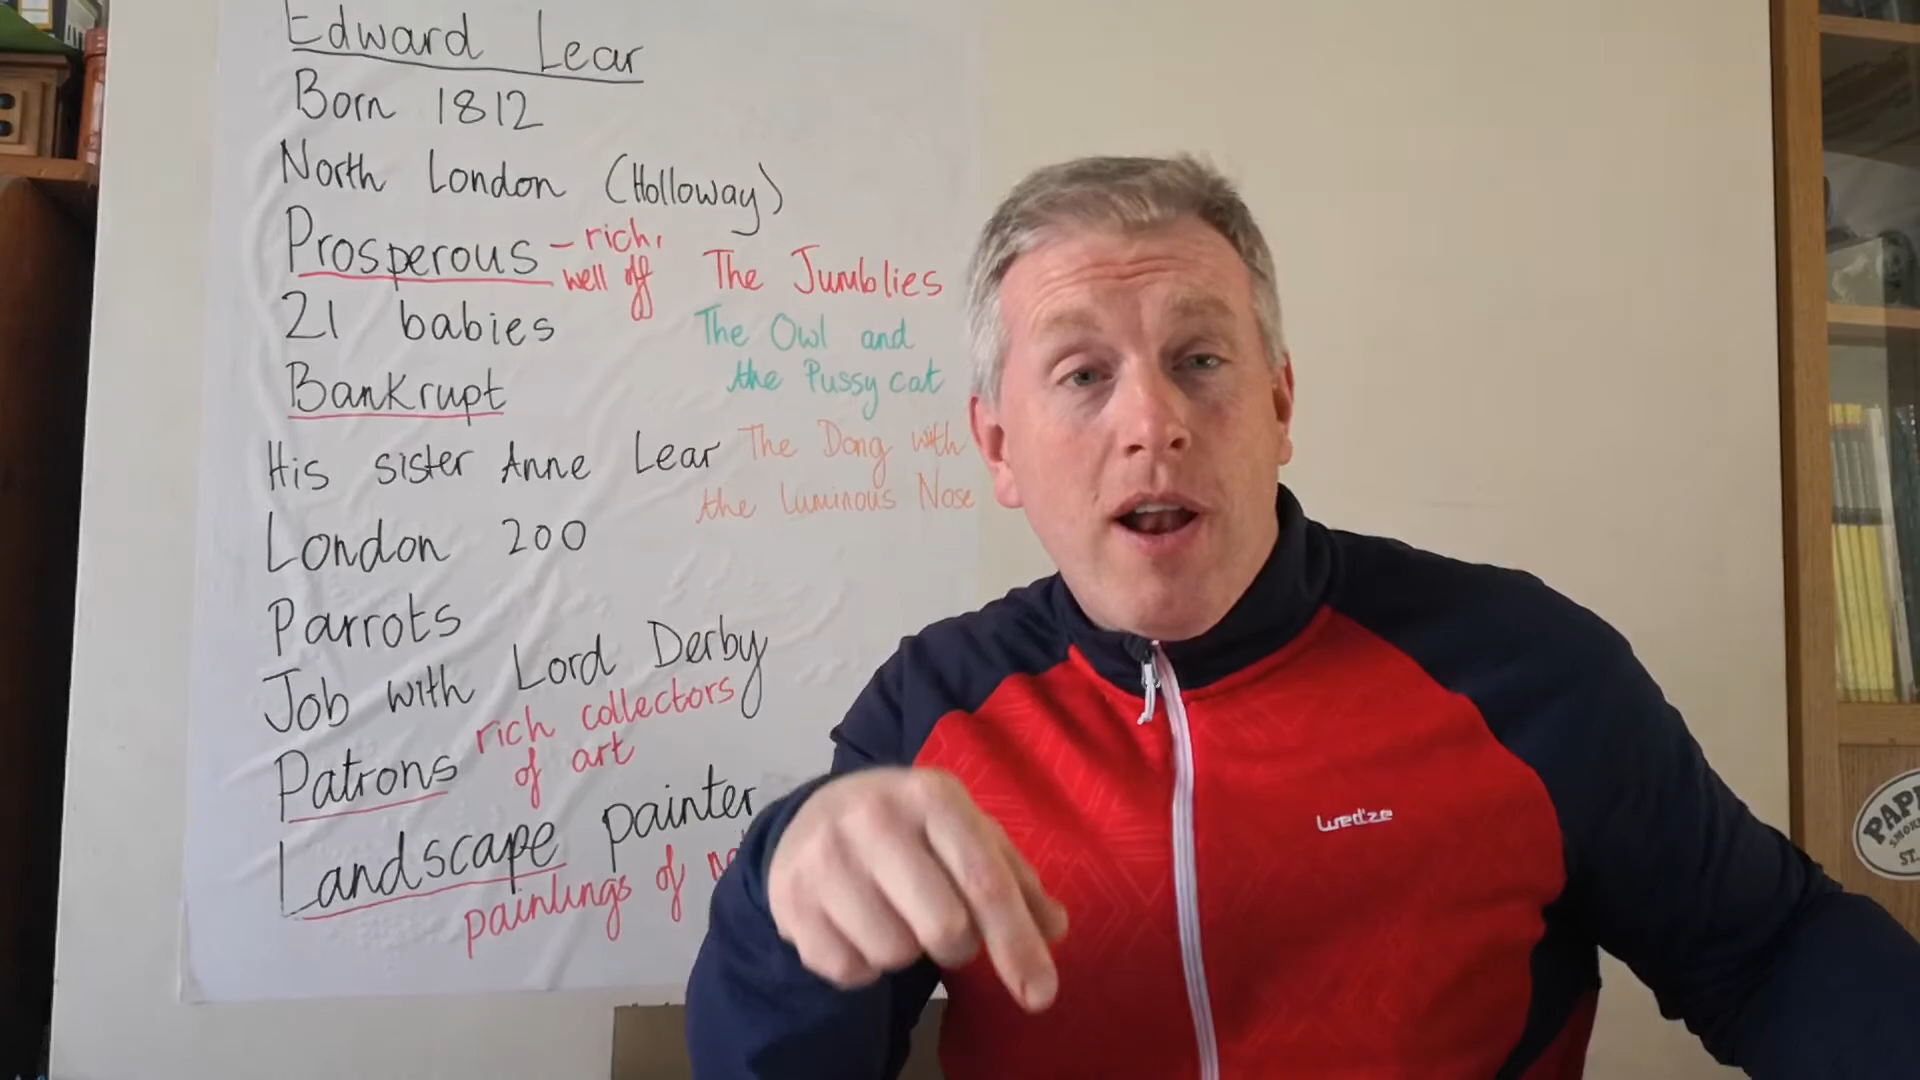 Edward Lear
Born 1812
North London (Holloway)
Prosperous - rich,
well off
21 babies
Bankrupt
His sister Anne Lear
London 200
Parrots
Job with Lord Derby
Patrons rich collectors
of art
Landscape painter
paintings of
The Jumblies
The Owl and
the Pussy cat
The Dong with
the Luminous Nose
wed'ze
ST.